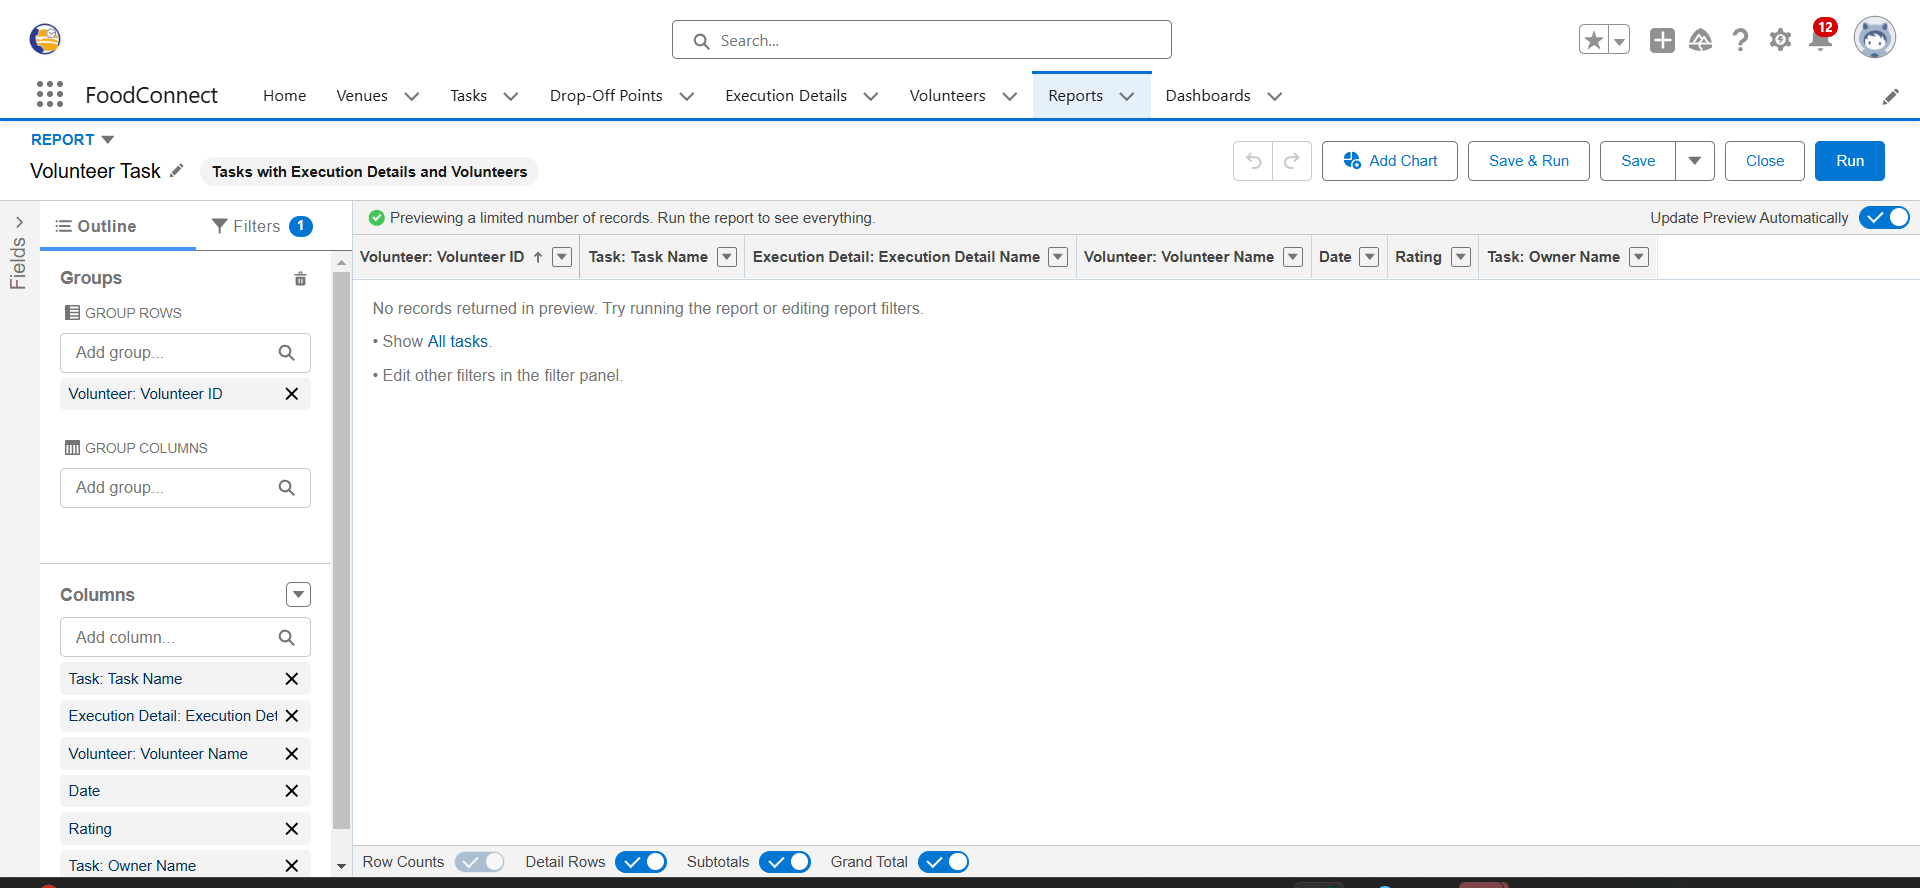 Search...
12
FoodConnect
Home
Venues
Tasks
Drop-Off Points
Execution Details
Volunteers
Reports
Dashboards
REPORT
Volunteer Task
Tasks with Execution Details and Volunteers
Add Chart
Save & Run
Save
Close
Run
Fields
Outline
Filters
1
Previewing a limited number of records. Run the report to see everything.
Update Preview Automatically
Groups
GROUP ROWS
Add group...
Volunteer: Volunteer ID
GROUP COLUMNS
Add group...
Columns
Add column...
Task: Task Name
Execution Detail: Execution Det
Volunteer: Volunteer Name
Date
Rating
Task: Owner Name
Volunteer: Volunteer ID
Task: Task Name
Execution Detail: Execution Detail Name
Volunteer: Volunteer Name
Date
Rating
Task: Owner Name
No records returned in preview. Try running the report or editing report filters.
• Show All tasks.
• Edit other filters in the filter panel.
Row Counts
Detail Rows
Subtotals
Grand Total